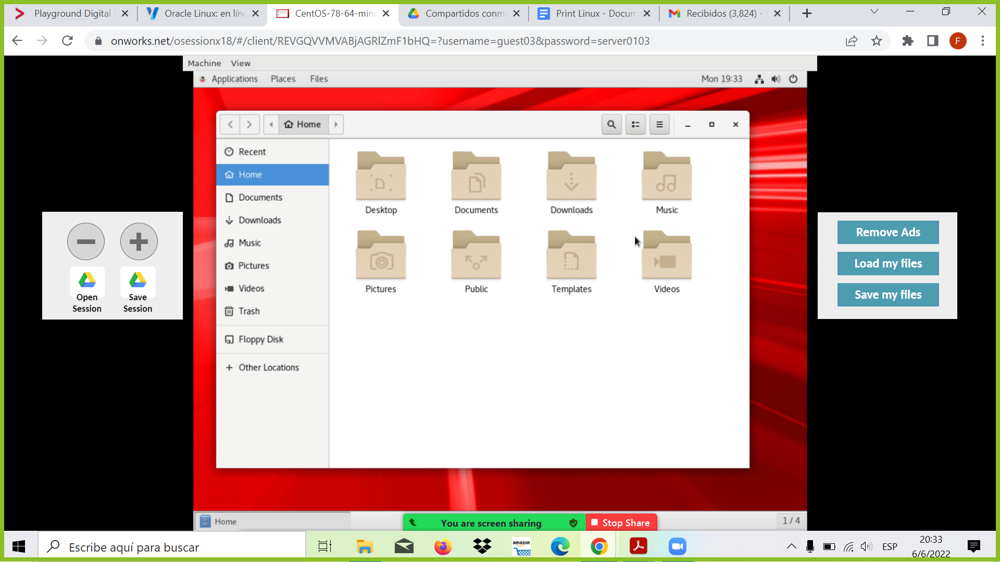 Playground Digital
Oracle Linux: en lín
CentOS-78-64-mini
Compartidos conm
Print Linux - Docum
Recibidos (3,824) -
onworks.net/osessionx18/#/client/REVGQVVMVABjAGRlZmF1bHQ=?username=guest03&password=server0103
F
Machine View
Applications Places Files
Mon 19:33
Home
Recent
Home
Documents
Downloads
Music
Pictures
Videos
Trash
Floppy Disk
Other Locations
Desktop
Documents
Downloads
Music
Pictures
Public
Templates
Videos
Open
Session
Save
Session
Remove Ads
Load my files
Save my files
Home
You are screen sharing
Stop Share
1 / 4
Escribe aquí para buscar
amazon
ESP
20:33
6/6/2022